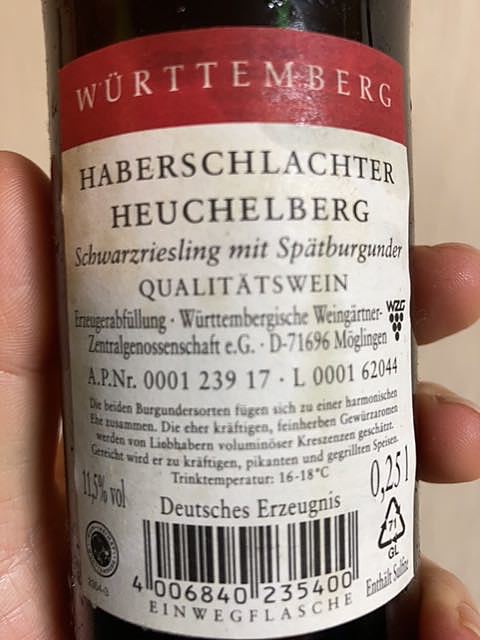 WÜRTTEMBERG
HABERSCHLACHTER
HEUCHELBERG
Schwarzriesling mit Spätburgunder
QUALITÄTSWEIN
Erzeugerabfüllung · Württembergische Weingärtner-
Zentralgenossenschaft e.G. · D-71696 Möglingen
WZG
A.P.Nr. 0001 239 17 · L 0001 62044
Die beiden Burgundersorten fügen sich zu einer harmonischen
Ehe zusammen. Die eher kräftigen, feinherben Gewürzaromen
werden von Liebhabern voluminöser Kreszenzen geschätzt.
Gereicht wird er zu kräftigen, pikanten und gegrillten Speisen.
Trinktemperatur: 16-18°C
11,5% vol
0,25 l
Deutsches Erzeugnis
71
GL
4 006840 235400
Enthält Sulfite
EINWEGFLASCHE